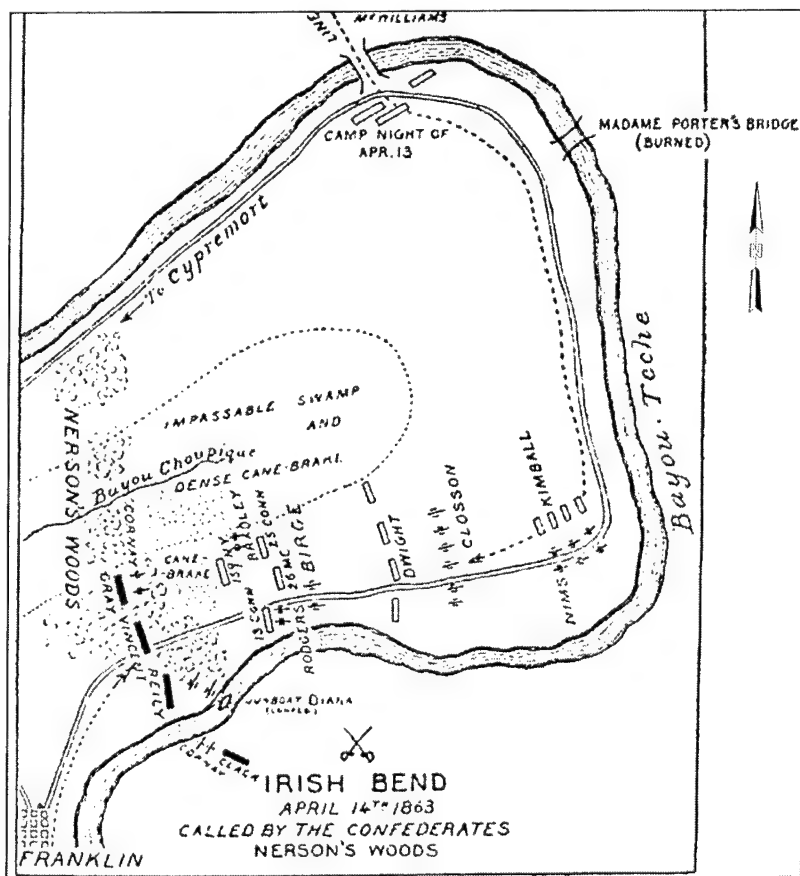 McWILLIAMS
LINE
CAMP NIGHT OF
APR. 13
MADAME PORTER'S BRIDGE
(BURNED)
To Cypremort
Bayou Teche
IMPASSABLE SWAMP
AND
DENSE CANE-BRAKE
Bayou Choupique
NERSON'S WOODS
CORNAY
CANE-
BRAKE
159 NY
BRADLEY
25 CONN
26 ME
BIRGE
13 CONN
RODGERS
DWIGHT
CLOSSON
KIMBALL
NIMS
GRAY
VINCENT
REILY
GUNBOAT DIANA
CLACK
CORNAY
IRISH BEND
APRIL 14TH 1863
CALLED BY THE CONFEDERATES
NERSON'S WOODS
FRANKLIN